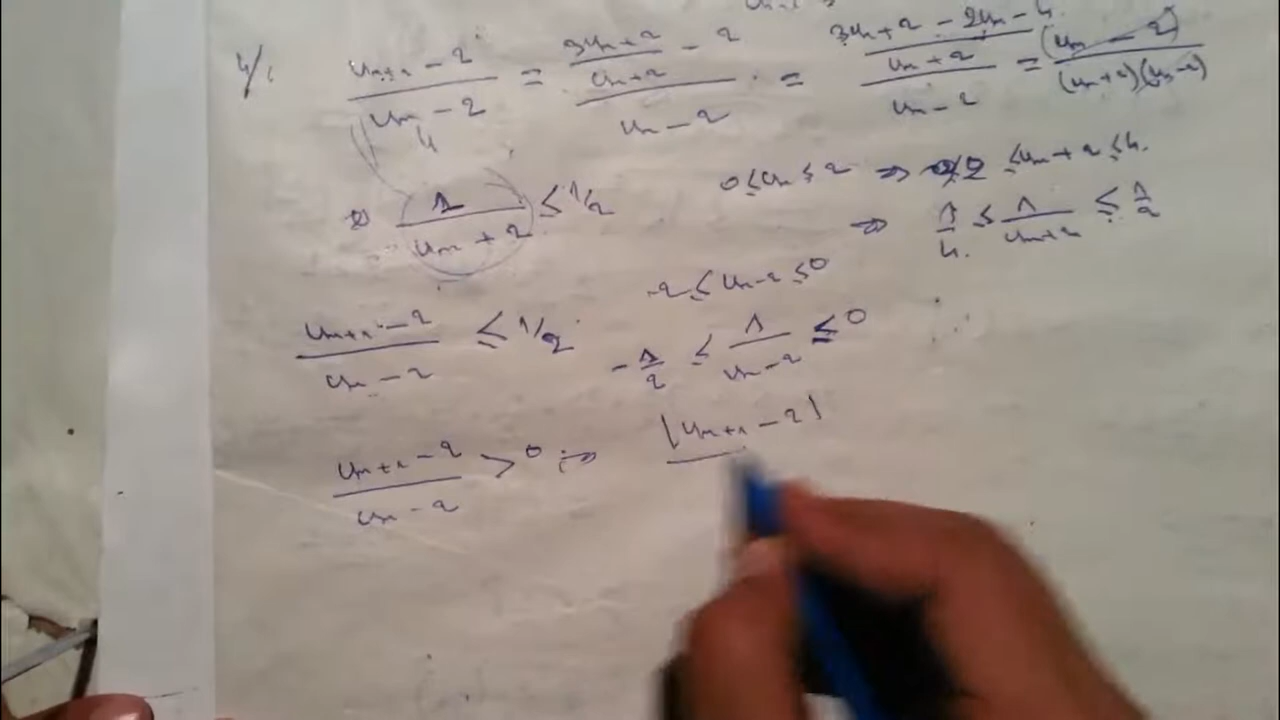 4/ (u_{n+1} - 2)/(u_n - 2) = ((3u_n + 2)/(u_n + 2) - 2)/(u_n - 2) = ((3u_n + 2 - 2u_n - 4)/(u_n + 2))/(u_n - 2) = (u_n - 2)/((u_n + 2)(u_n - 2))
0 ≤ u_n ≤ 2 ⇒ 2 ≤ u_n + 2 ≤ 4.
1/(u_n + 2) ≤ 1/2
⇒ 1/4 ≤ 1/(u_n + 2) ≤ 1/2
-2 ≤ u_n - 2 ≤ 0
(u_{n+1} - 2)/(u_n - 2) ≤ 1/2
-1/2 ≤ 1/(u_n - 2) ≤ 0
(u_{n+1} - 2)/(u_n - 2) > 0 ⇒ |u_{n+1} - 2|